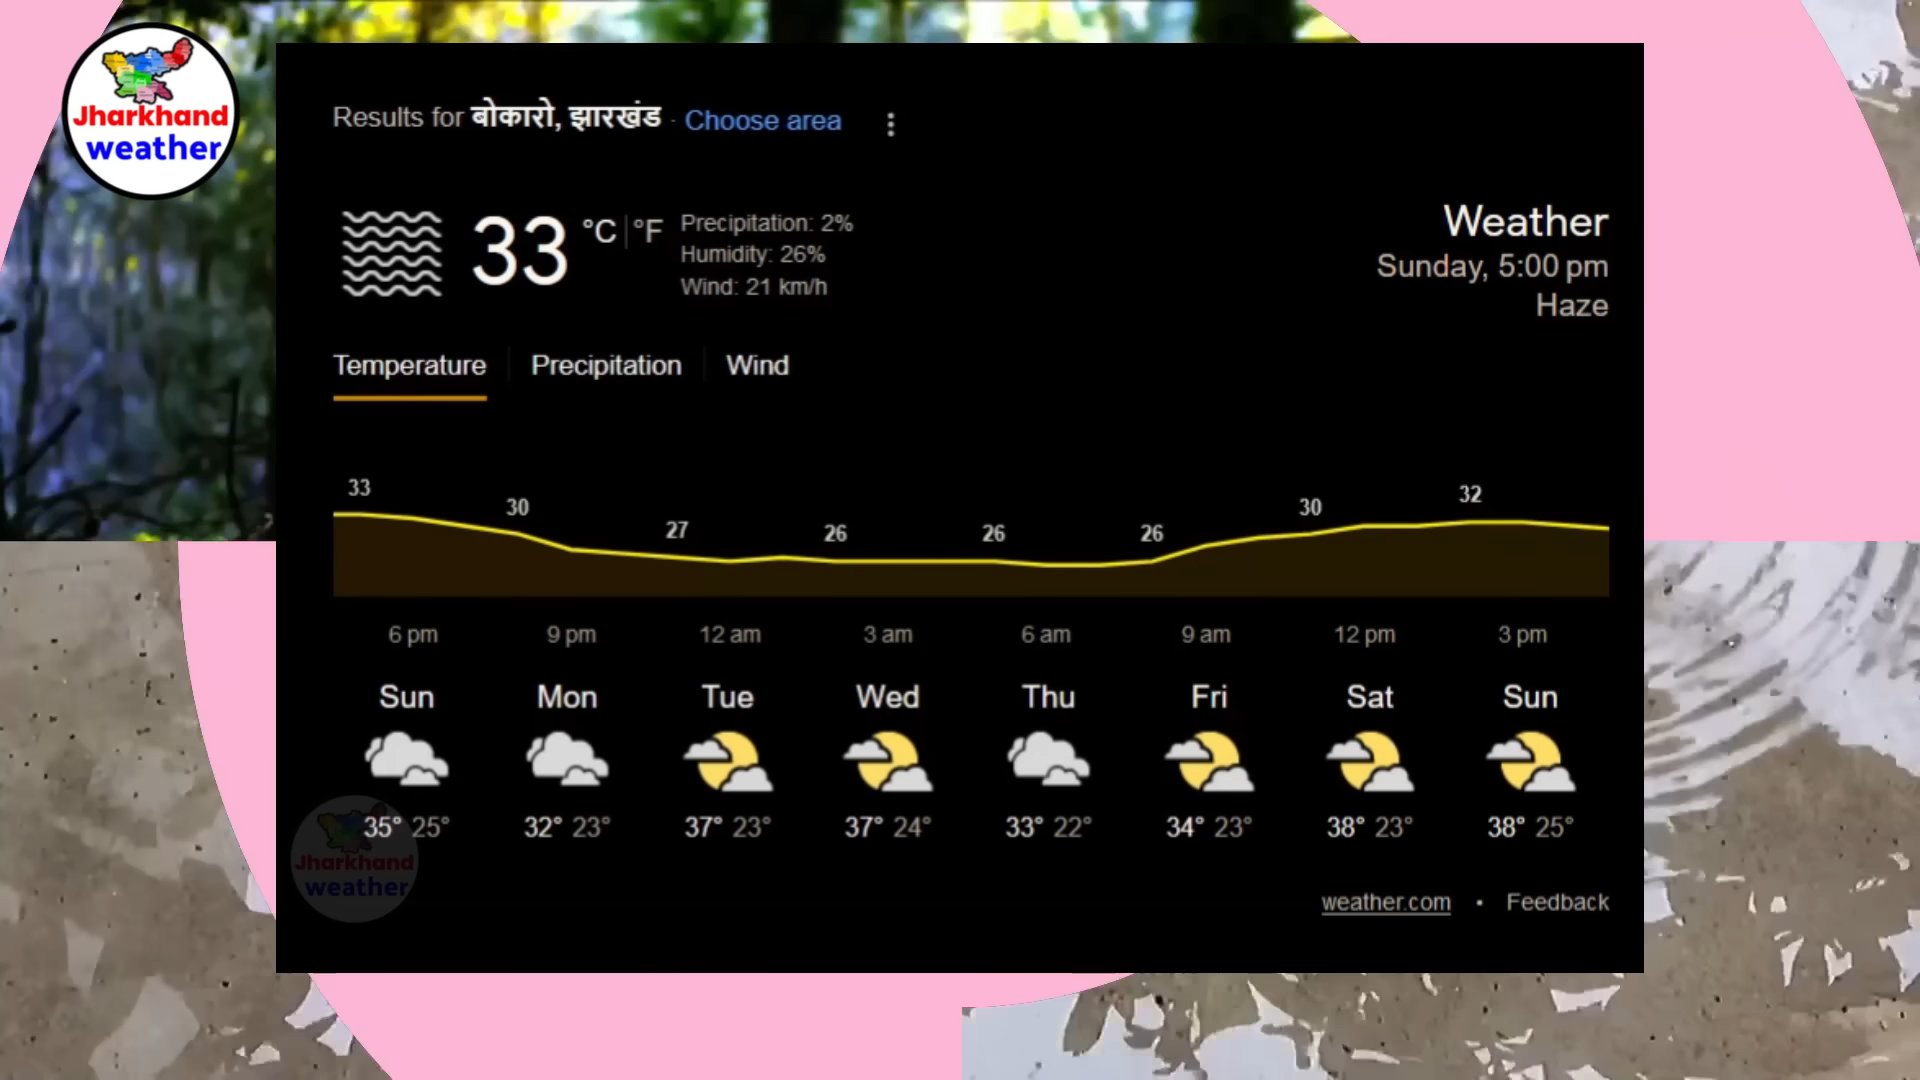 Jharkhand
weather
Results for बोकारो, झारखंड · Choose area
33 °C | °F
Precipitation: 2%
Humidity: 26%
Wind: 21 km/h
Weather
Sunday, 5:00 pm
Haze
Temperature Precipitation Wind
33 30 27 26 26 26 30 32
6 pm 9 pm 12 am 3 am 6 am 9 am 12 pm 3 pm
Sun Mon Tue Wed Thu Fri Sat Sun
35° 25° 32° 23° 37° 23° 37° 24° 33° 22° 34° 23° 38° 23° 38° 25°
Jharkhand
weather
weather.com • Feedback